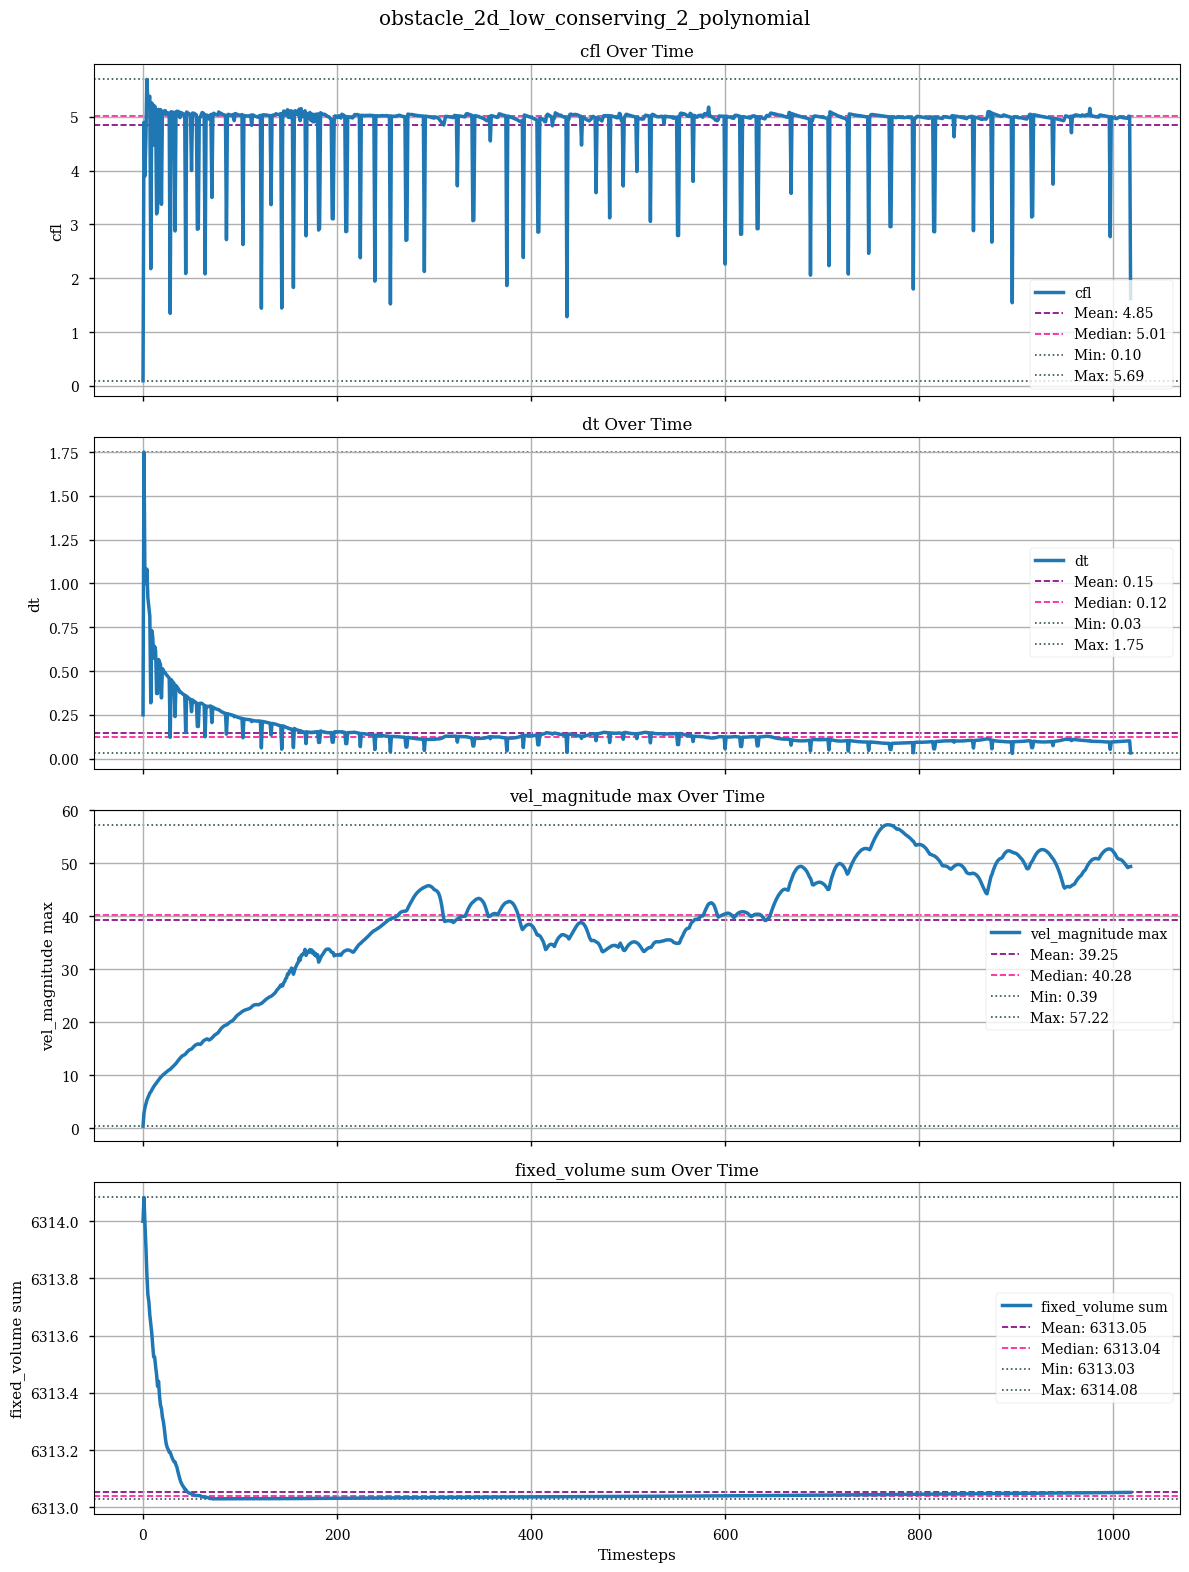 obstacle_2d_low_conserving_2_polynomial
cfl Over Time
cfl
5
4
3
2
1
0
cfl
Mean: 4.85
Median: 5.01
Min: 0.10
Max: 5.69
dt Over Time
dt
1.75
1.50
1.25
1.00
0.75
0.50
0.25
0.00
dt
Mean: 0.15
Median: 0.12
Min: 0.03
Max: 1.75
vel_magnitude max Over Time
vel_magnitude max
60
50
40
30
20
10
0
vel_magnitude max
Mean: 39.25
Median: 40.28
Min: 0.39
Max: 57.22
fixed_volume sum Over Time
fixed_volume sum
6314.0
6313.8
6313.6
6313.4
6313.2
6313.0
fixed_volume sum
Mean: 6313.05
Median: 6313.04
Min: 6313.03
Max: 6314.08
0 200 400 600 800 1000
Timesteps